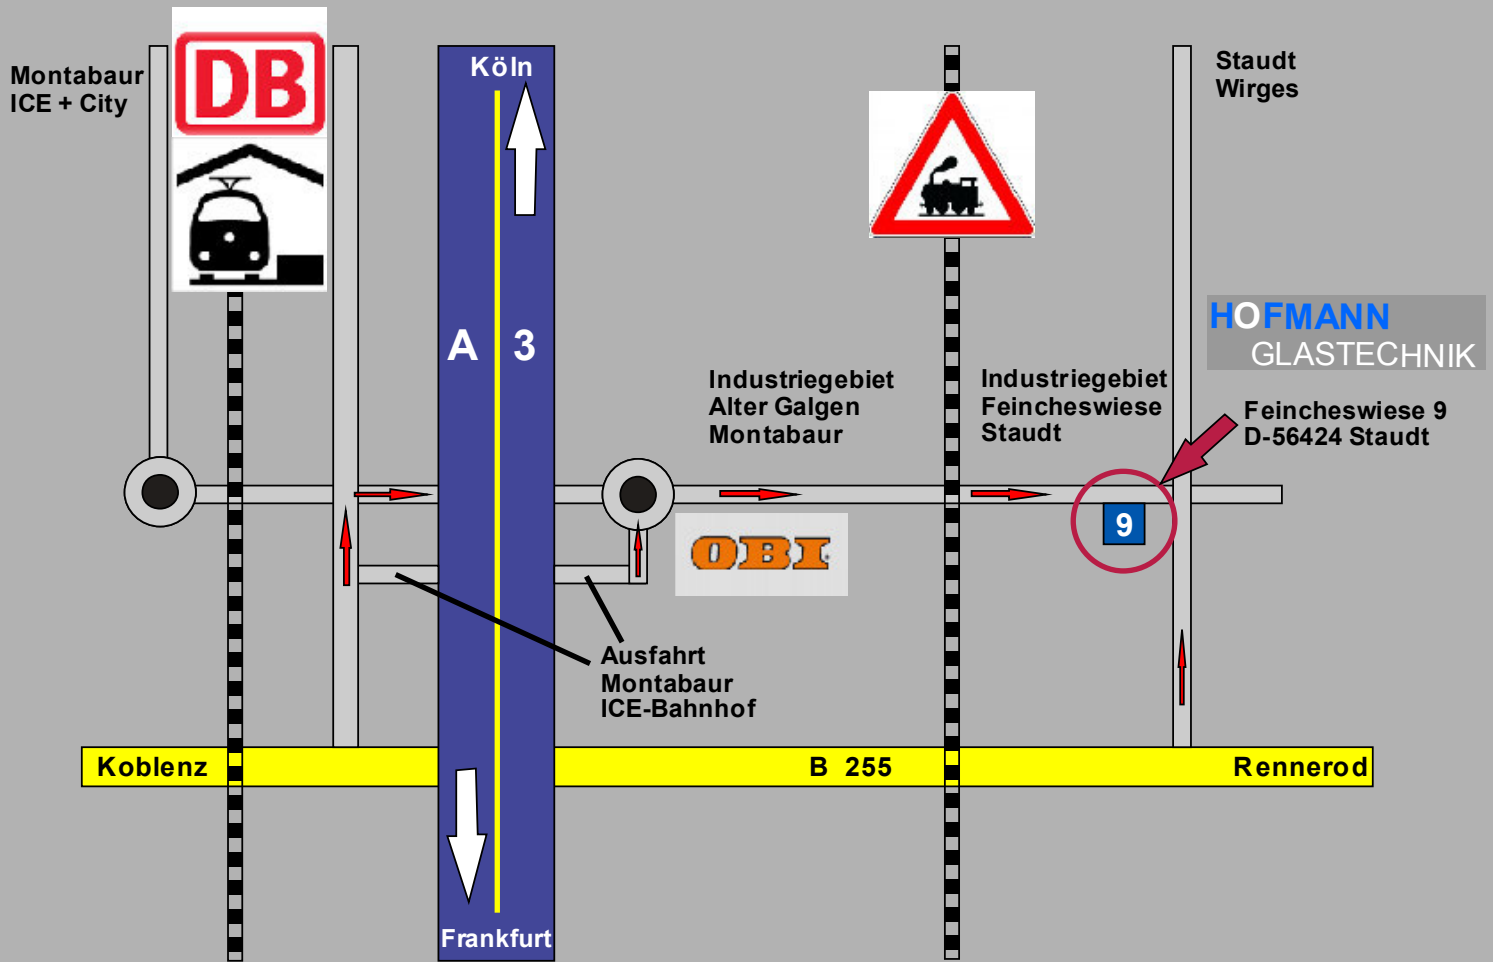 Montabaur
ICE + City
DB
Köln
Staudt
Wirges
A 3
HOFMANN
GLASTECHNIK
Industriegebiet
Alter Galgen
Montabaur
Industriegebiet
Feincheswiese
Staudt
Feincheswiese 9
D-56424 Staudt
9
OBI
Ausfahrt
Montabaur
ICE-Bahnhof
Koblenz
B 255
Rennerod
Frankfurt